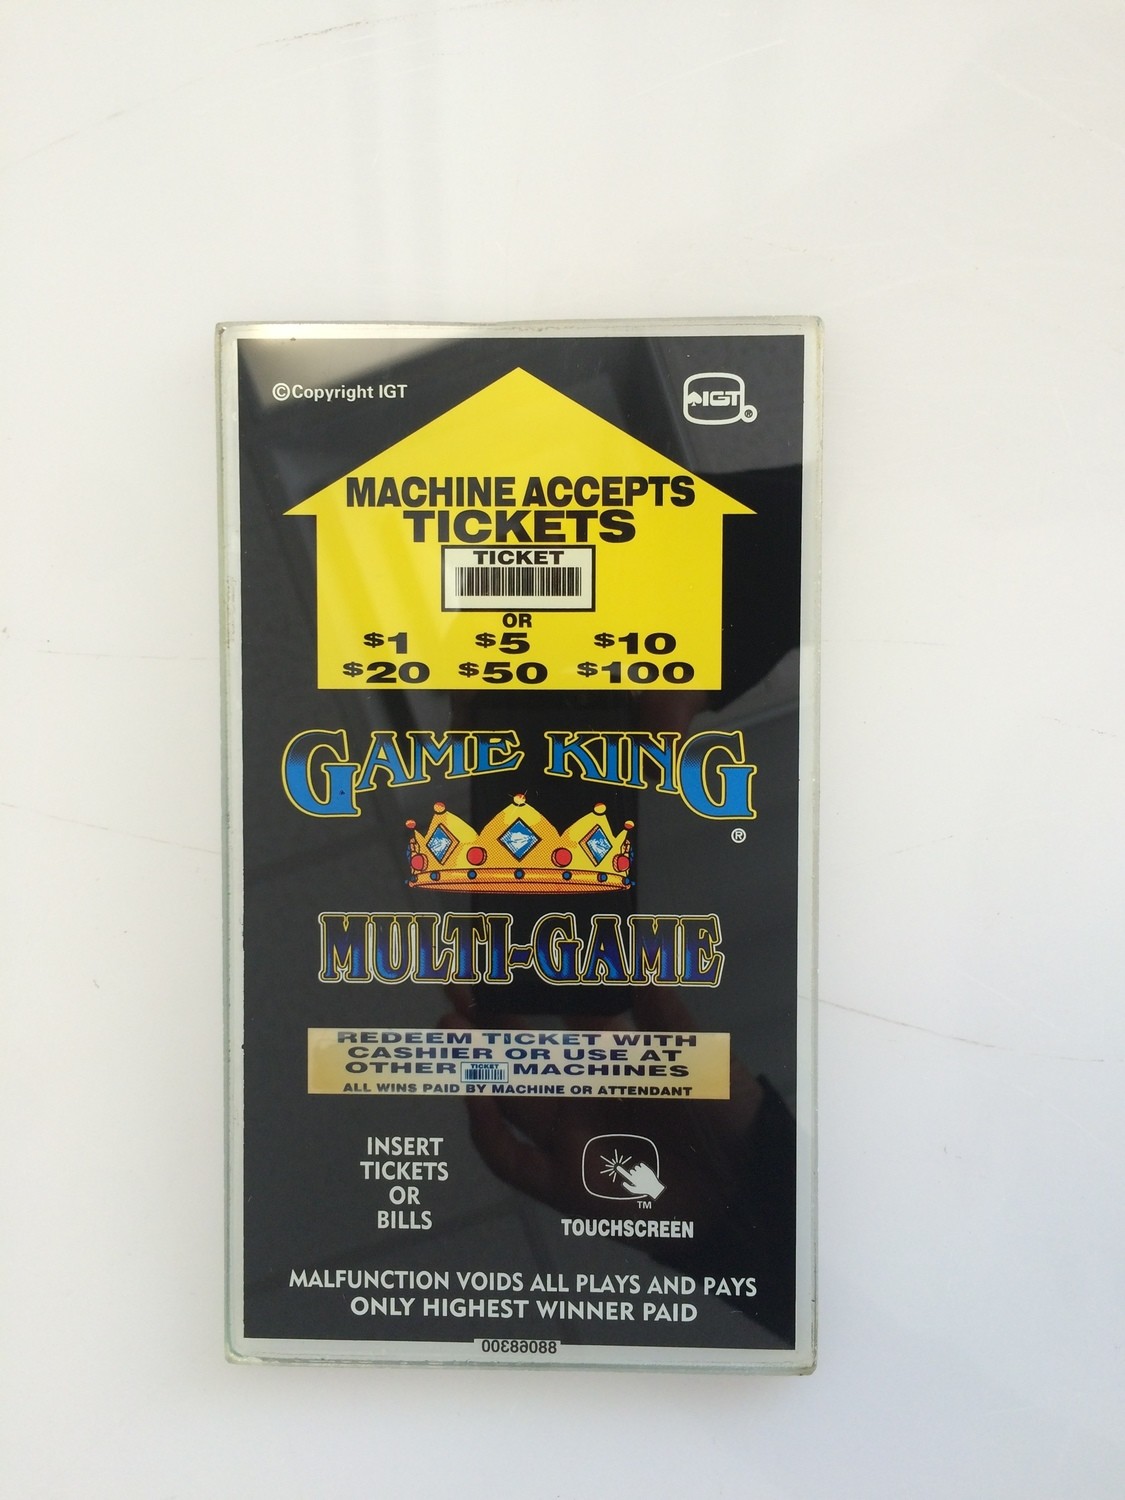 ©Copyright IGT
IGT®
MACHINE ACCEPTS
TICKETS
TICKET
OR
$1 $5 $10
$20 $50 $100
GAME KING
®
MULTI-GAME
REDEEM TICKET WITH
CASHIER OR USE AT
OTHER TICKET MACHINES
ALL WINS PAID BY MACHINE OR ATTENDANT
INSERT
TICKETS
OR
BILLS
TM
TOUCHSCREEN
MALFUNCTION VOIDS ALL PLAYS AND PAYS
ONLY HIGHEST WINNER PAID